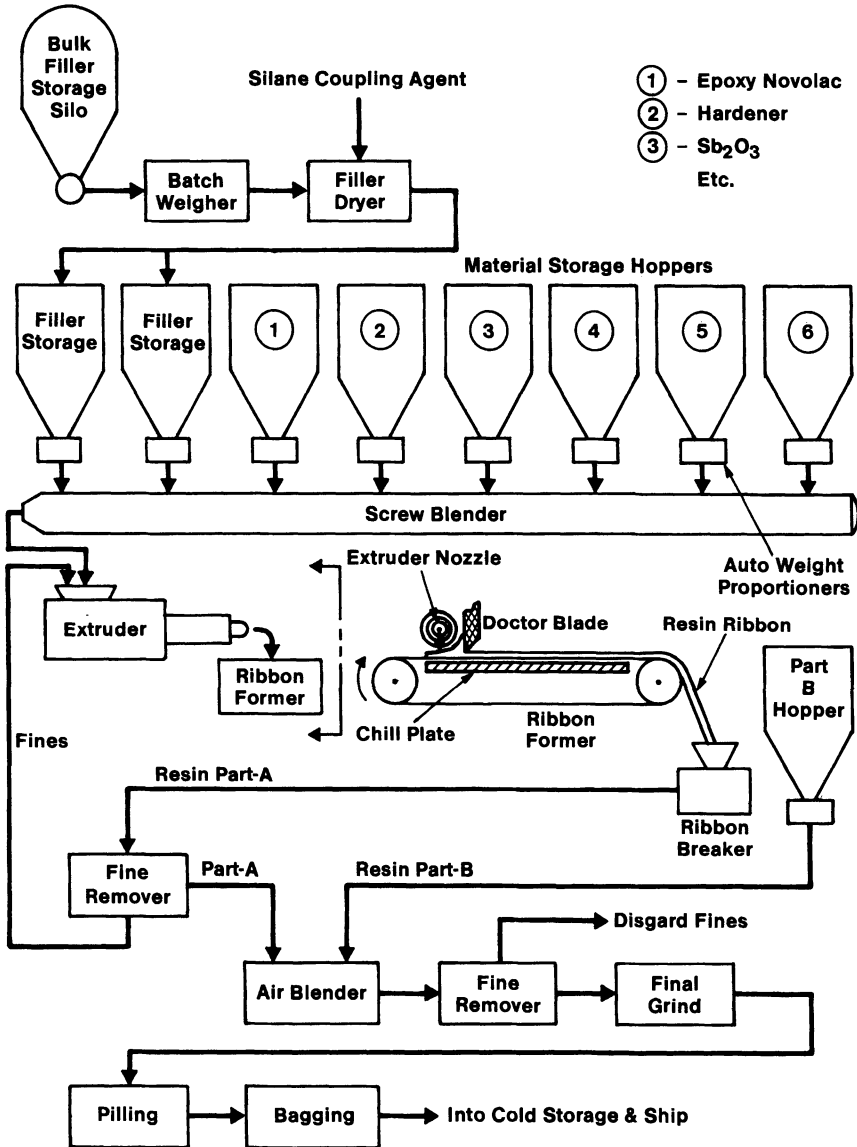 Bulk
Filler
Storage
Silo
Silane Coupling Agent
① – Epoxy Novolac
② – Hardener
③ – Sb₂O₃
Etc.
Batch
Weigher
Filler
Dryer
Material Storage Hoppers
Filler
Storage
Filler
Storage
①
②
③
④
⑤
⑥
Screw Blender
Auto Weight
Proportioners
Extruder Nozzle
Doctor Blade
Resin Ribbon
Extruder
Ribbon
Former
Chill Plate
Ribbon
Former
Part
B
Hopper
Fines
Resin Part-A
Ribbon
Breaker
Fine
Remover
Part-A
Resin Part-B
Disgard Fines
Air Blender
Fine
Remover
Final
Grind
Pilling
Bagging
Into Cold Storage & Ship